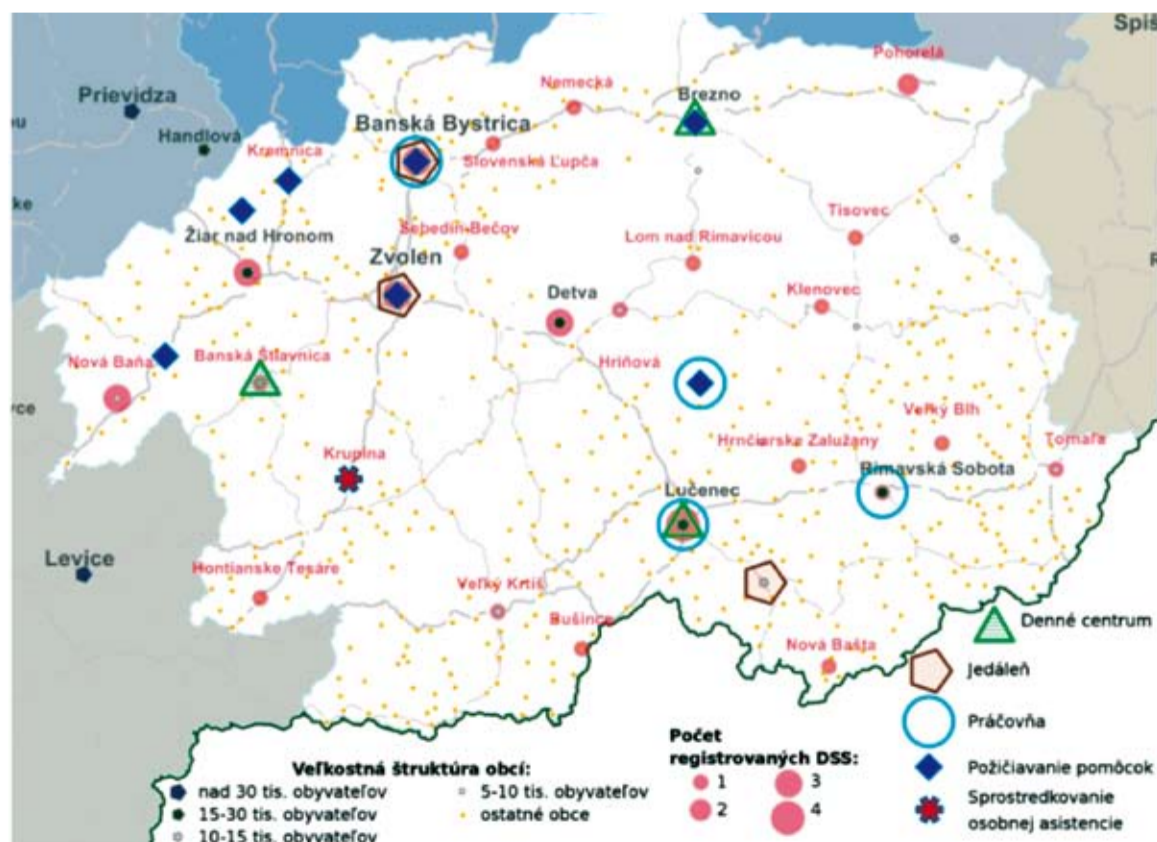 Spiš
Pohorelá
Prievidza
Nemecká
Brezno
Handlová
Banská Bystrica
Kremnica
Slovenská Ľupča
Tisovec
Žiar nad Hronom
Sebedín-Bečov
Lom nad Rimavicou
Zvolen
Detva
Klenovec
Nová Baňa
Banská Štiavnica
Hriňová
Veľký Blh
Krupina
Hrnčiarske Zalužany
Tornaľa
Rimavská Sobota
Lučenec
Levice
Hontianske Tesáre
Veľký Krtíš
Bušince
Nová Bašta
Denné centrum
Jedáleň
Práčovňa
Požičiavanie pomôcok
Sprostredkovanie
osobnej asistencie
Počet
registrovaných DSS:
1
3
2
4
Veľkostná štruktúra obcí:
nad 30 tis. obyvateľov
5-10 tis. obyvateľov
15-30 tis. obyvateľov
ostatné obce
10-15 tis. obyvateľov